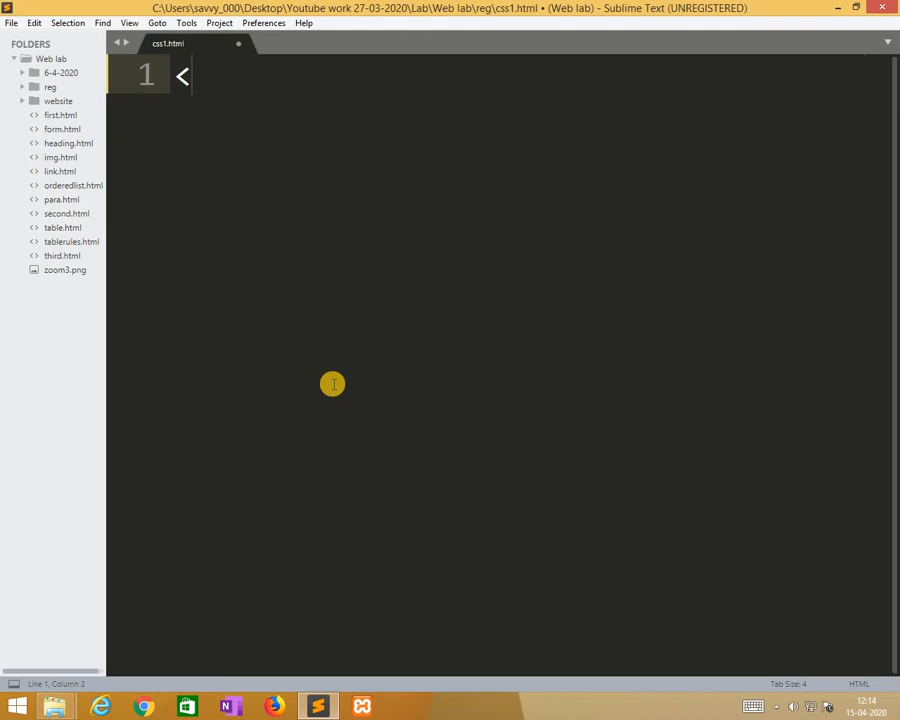 C:\Users\savvy_000\Desktop\Youtube work 27-03-2020\Lab\Web lab\reg\css1.html • (Web lab) - Sublime Text (UNREGISTERED)
File Edit Selection Find View Goto Tools Project Preferences Help
FOLDERS
Web lab
6-4-2020
reg
website
first.html
form.html
heading.html
img.html
link.html
orderedlist.html
para.html
second.html
table.html
tablerules.html
third.html
zoom3.png
css1.html
1 <
Line 1, Column 2
Tab Size: 4
HTML
12:14
15-04-2020